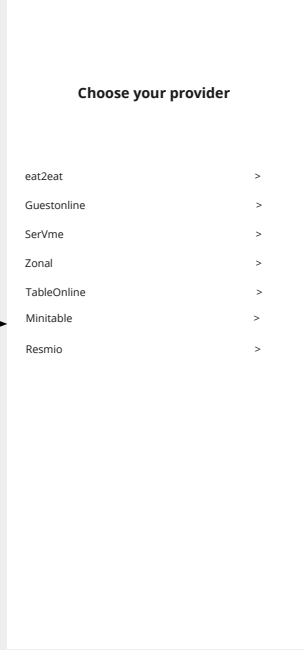 Choose your provider
eat2eat >
Guestonline >
SerVme >
Zonal >
TableOnline >
Minitable >
Resmio >